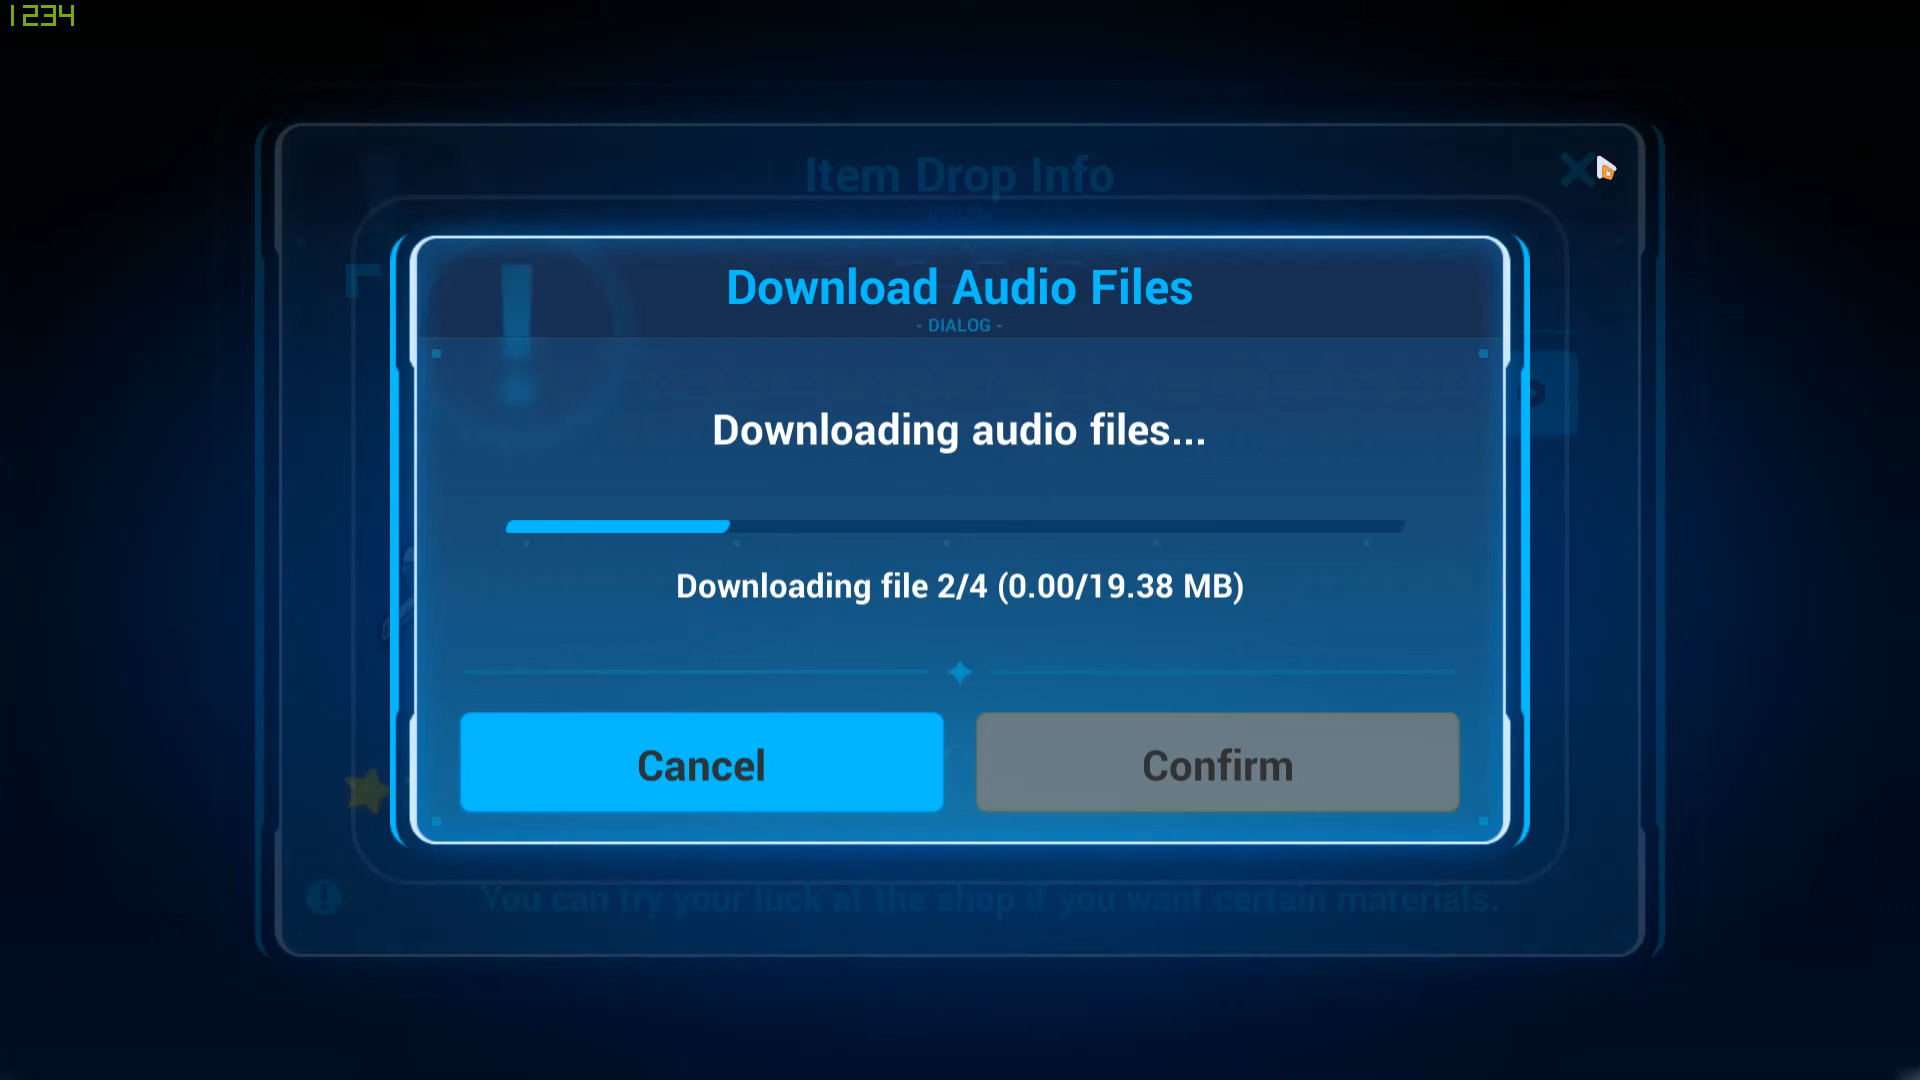 1234
Item Drop Info
Download Audio Files
- DIALOG -
Downloading audio files...
Downloading file 2/4 (0.00/19.38 MB)
Cancel
Confirm
You can try your luck at the shop if you want certain materials.